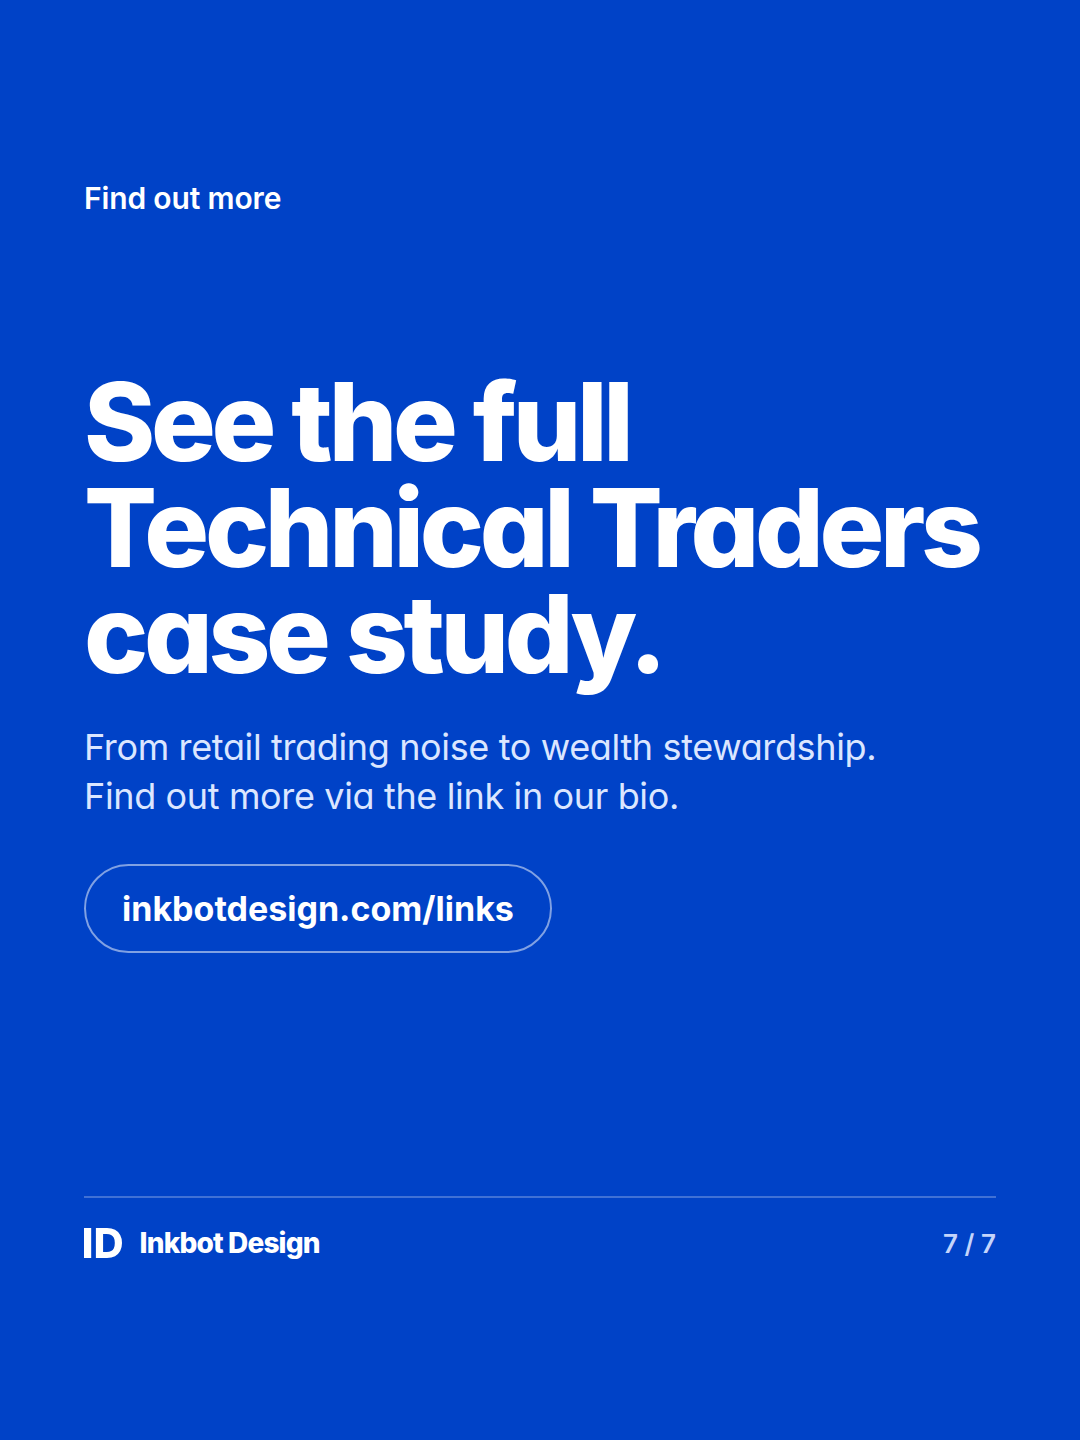 Find out more
See the full
Technical Traders
case study.
From retail trading noise to wealth stewardship.
Find out more via the link in our bio.
inkbotdesign.com/links
ID Inkbot Design
7 / 7